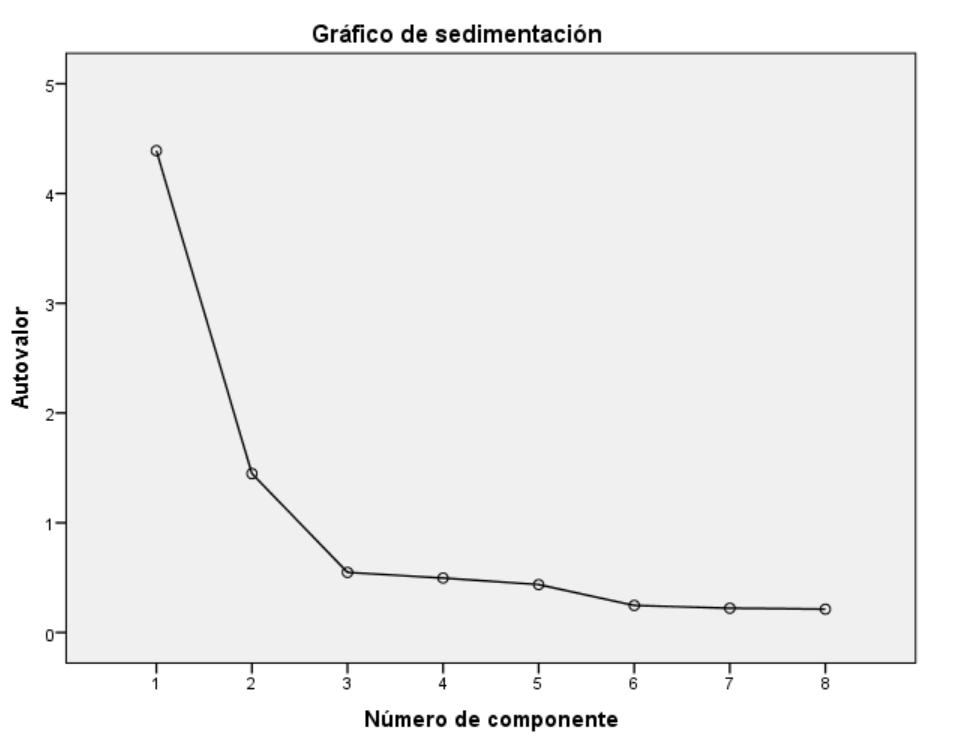 Gráfico de sedimentación
5
4
3
2
1
0
Autovalor
1 2 3 4 5 6 7 8
Número de componente